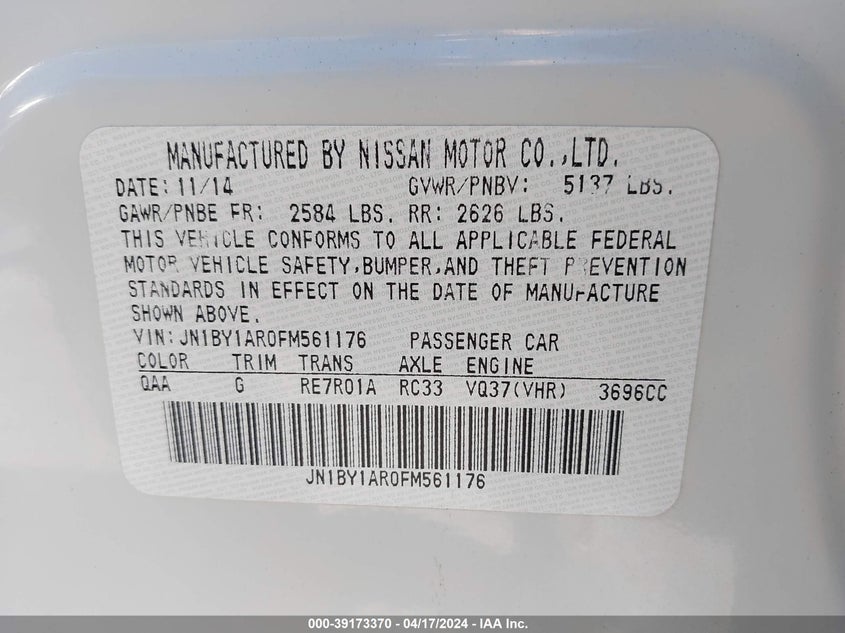 MANUFACTURED BY NISSAN MOTOR CO.,LTD.
DATE:11/14 GVWR/PNBV: 5137 LBS.
GAWR/PNBE FR: 2584 LBS. RR: 2626 LBS.
THIS VEHICLE CONFORMS TO ALL APPLICABLE FEDERAL
MOTOR VEHICLE SAFETY,BUMPER,AND THEFT PREVENTION
STANDARDS IN EFFECT ON THE DATE OF MANUFACTURE
SHOWN ABOVE.
VIN:JN1BY1AR0FM561176 PASSENGER CAR
COLOR TRIM TRANS AXLE ENGINE
QAA G RE7R01A RC33 VQ37(VHR) 3696CC
JN1BY1AR0FM561176
000-39173370 - 04/17/2024 - IAA Inc.